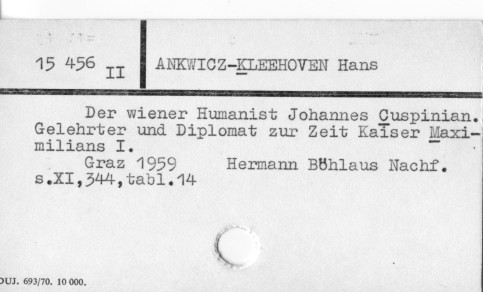 15 456 II
ANKWICZ-KLEEHOVEN Hans
Der wiener Humanist Johannes Cuspinian.
Gelehrter und Diplomat zur Zeit Kaiser Maxi-
milians I.
Graz 1959 Hermann Böhlaus Nachf.
s.XI,344,tabl.14
DUJ. 693/70. 10 000.